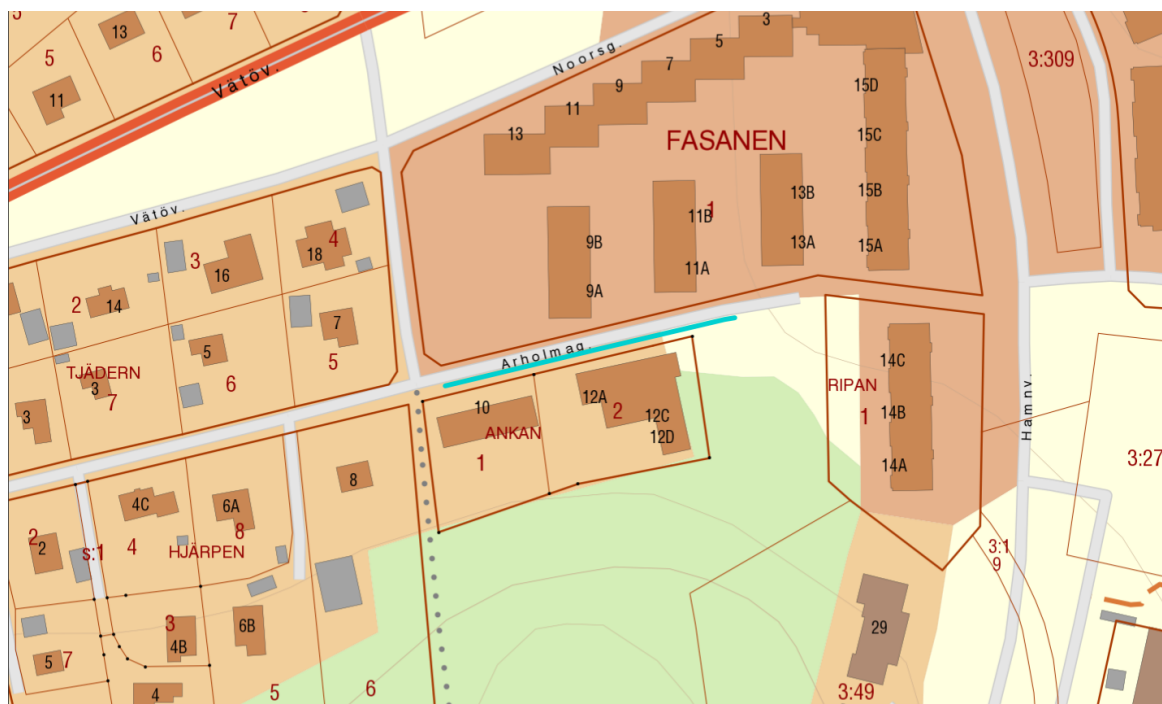 5
13
7
6
5
11
Vätöv.
Noorsg.
3
5
7
9
11
13
3:309
15D
15C
15B
15A
FASANEN
1
13B
13A
11B
11A
9B
9A
Vätöv.
3
16
4
18
2
14
7
5
5
6
TJÄDERN
3
7
3
Arholmag.
10
ANKAN
1
12A
2
12C
12D
RIPAN
1
14C
14B
14A
Hamnv.
3:27
8
4C
6A
8
4
HJÄRPEN
2
2
s:1
3
4B
6B
5
7
4
5
6
3:1
9
29
3:49